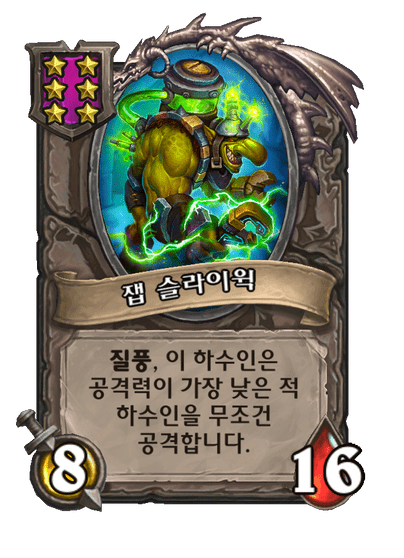 잽 슬라이윅
질풍, 이 하수인은
공격력이 가장 낮은 적
하수인을 무조건
공격합니다.
8
16